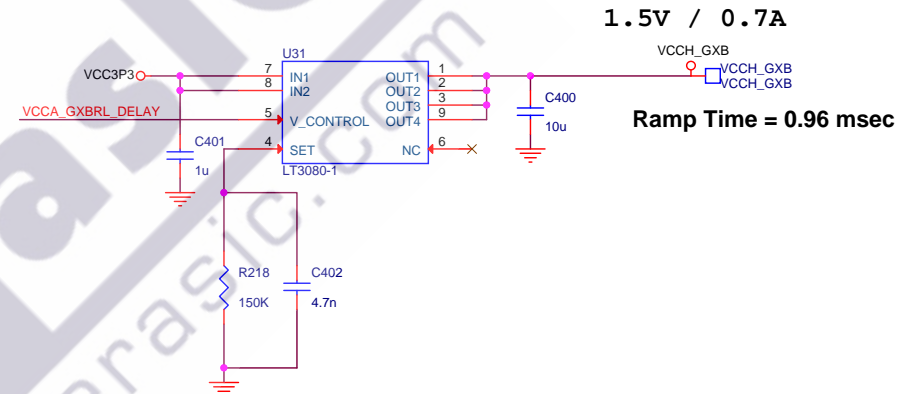 1.5V / 0.7A
VCCH_GXB
U31
VCC3P3 7 IN1 OUT1 1 VCCH_GXB
8 IN2 OUT2 2 VCCH_GXB
OUT3 3 C400
VCCA_GXBRL_DELAY 5 V_CONTROL OUT4 9 10u Ramp Time = 0.96 msec
C401 4 SET NC 6
1u LT3080-1
R218 C402
150K 4.7n
arasic.com